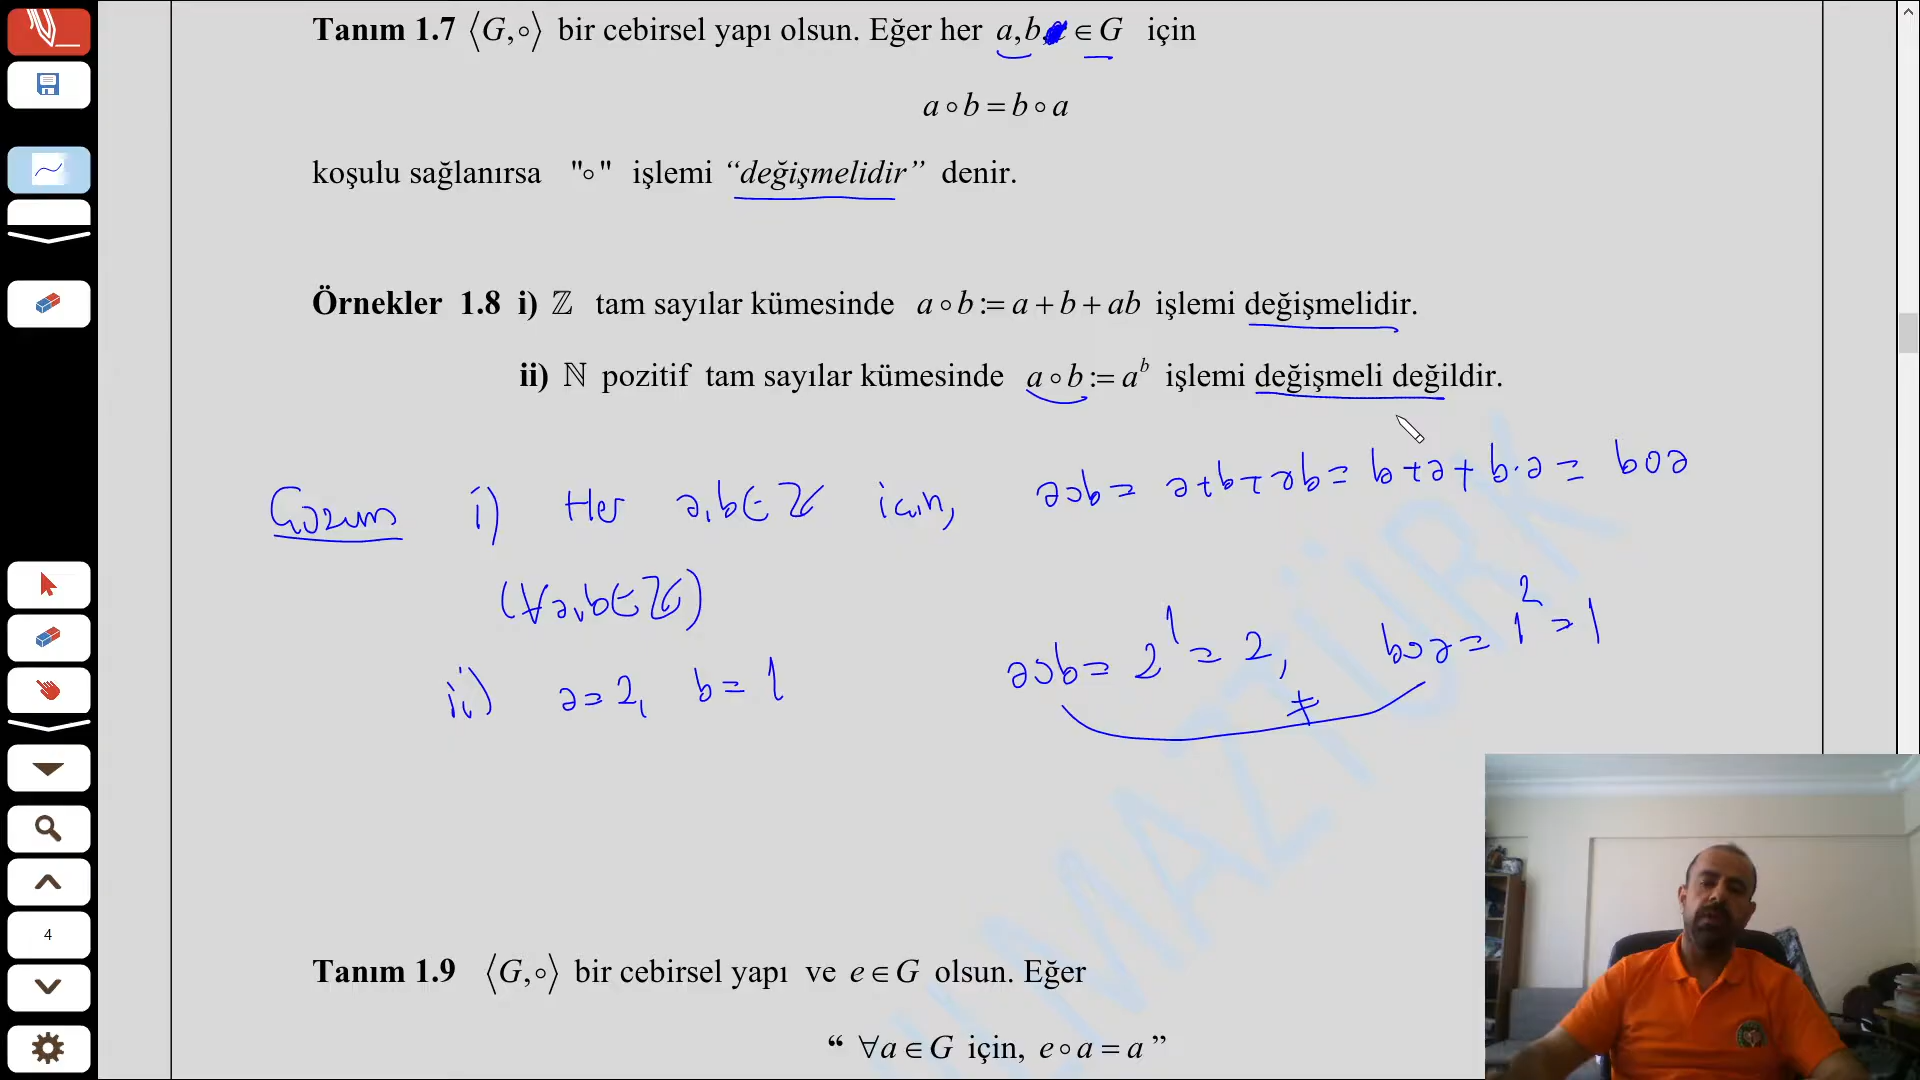 Tanım 1.7 ⟨G,∘⟩ bir cebirsel yapı olsun. Eğer her a,b, ∈ G için
a ∘ b = b ∘ a
koşulu sağlanırsa "∘" işlemi “değişmelidir” denir.
Örnekler 1.8 i) ℤ tam sayılar kümesinde a ∘ b := a + b + ab işlemi değişmelidir.
ii) ℕ pozitif tam sayılar kümesinde a ∘ b := a^b işlemi değişmeli değildir.
Çözüm i) Her a,b ∈ ℤ için, a∘b = a+b+ab = b+a+b·a = b∘a
(∀a,b ∈ ℤ)
ii) a=2, b=1 a∘b = 2^1 = 2, b∘a = 1^2 = 1
≠
Tanım 1.9 ⟨G,∘⟩ bir cebirsel yapı ve e ∈ G olsun. Eğer
“ ∀a ∈ G için, e ∘ a = a ”
4